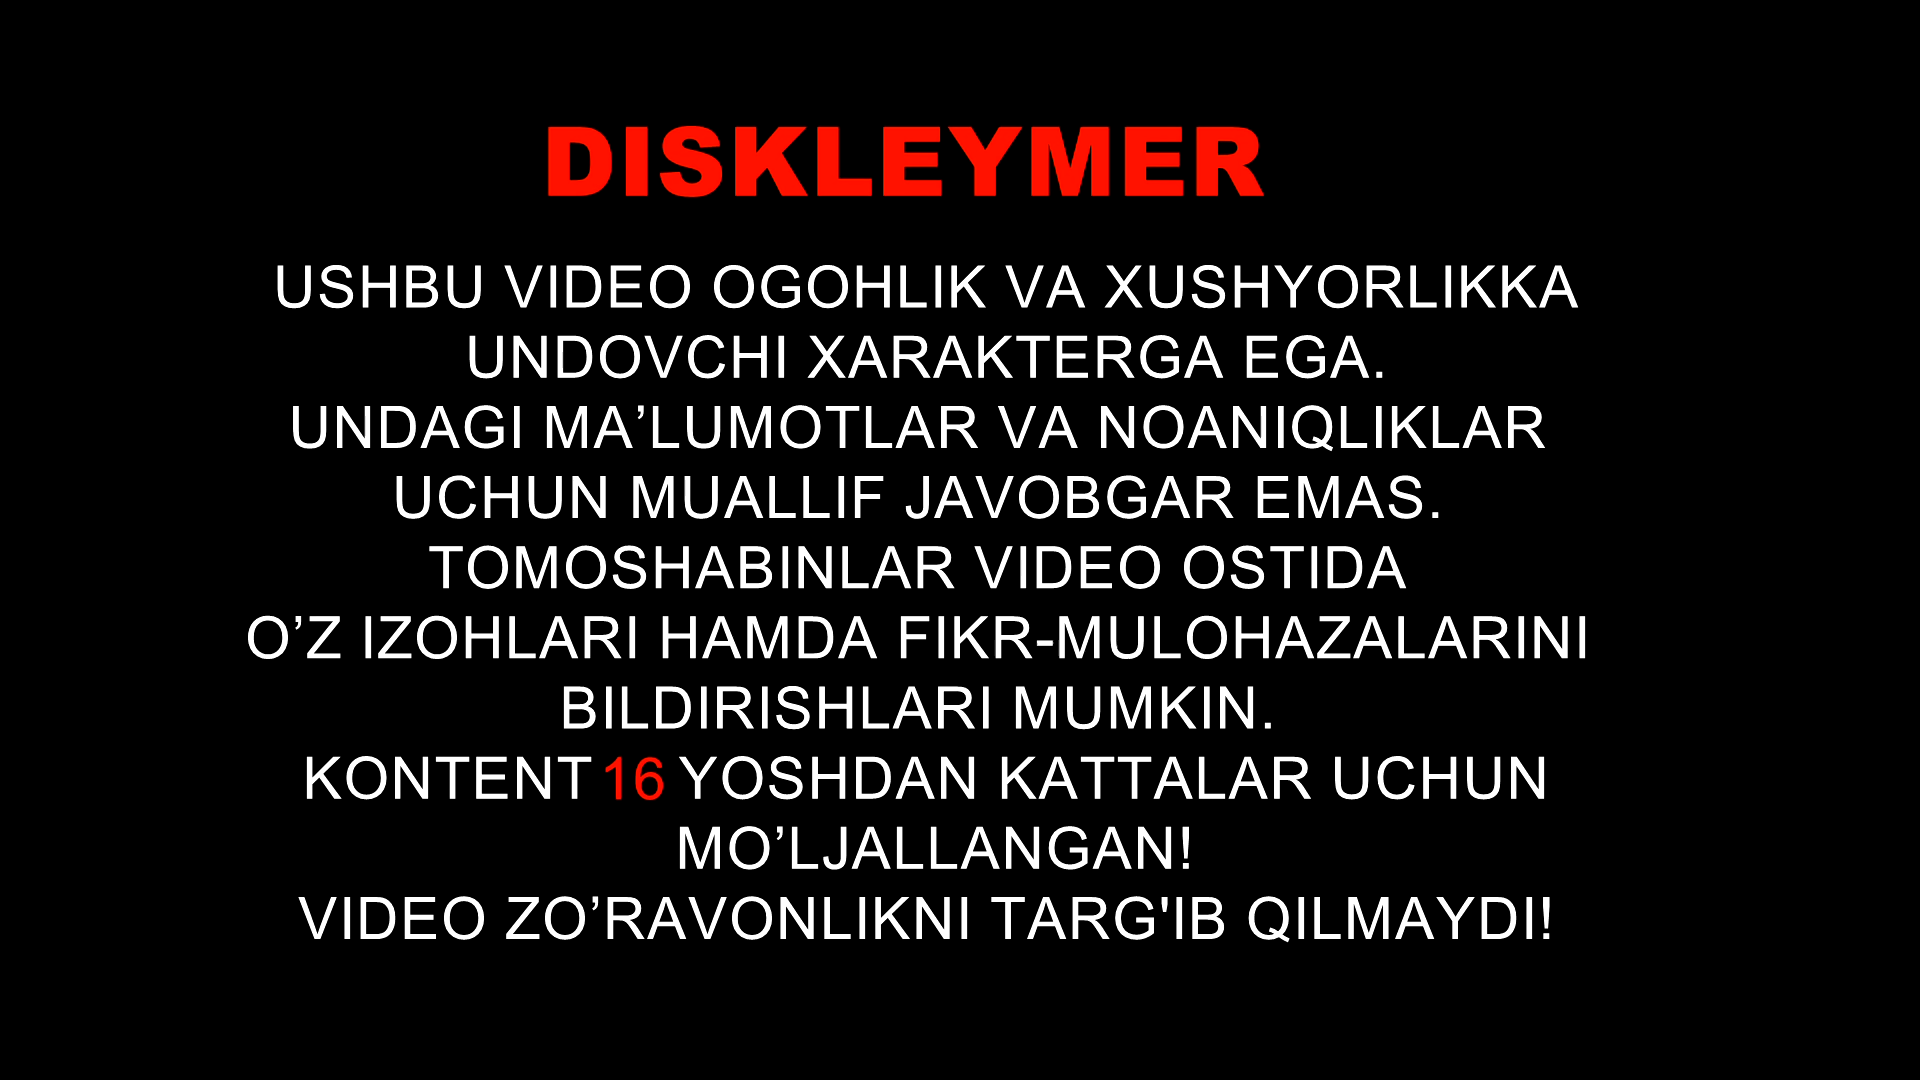 DISKLEYMER
USHBU VIDEO OGOHLIK VA XUSHYORLIKKA
UNDOVCHI XARAKTERGA EGA.
UNDAGI MA’LUMOTLAR VA NOANIQLIKLAR
UCHUN MUALLIF JAVOBGAR EMAS.
TOMOSHABINLAR VIDEO OSTIDA
O’Z IZOHLARI HAMDA FIKR-MULOHAZALARINI
BILDIRISHLARI MUMKIN.
KONTENT 16 YOSHDAN KATTALAR UCHUN
MO’LJALLANGAN!
VIDEO ZO’RAVONLIKNI TARG'IB QILMAYDI!